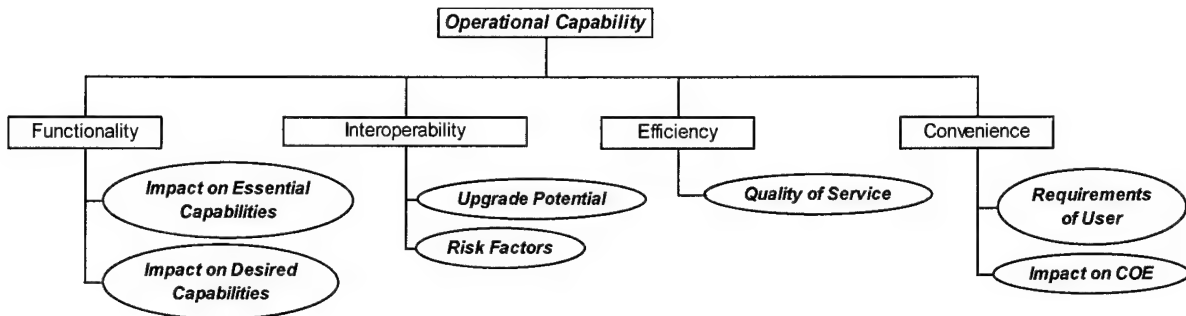 Operational Capability
Functionality
Interoperability
Efficiency
Convenience
Impact on Essential
Capabilities
Impact on Desired
Capabilities
Upgrade Potential
Risk Factors
Quality of Service
Requirements
of User
Impact on COE